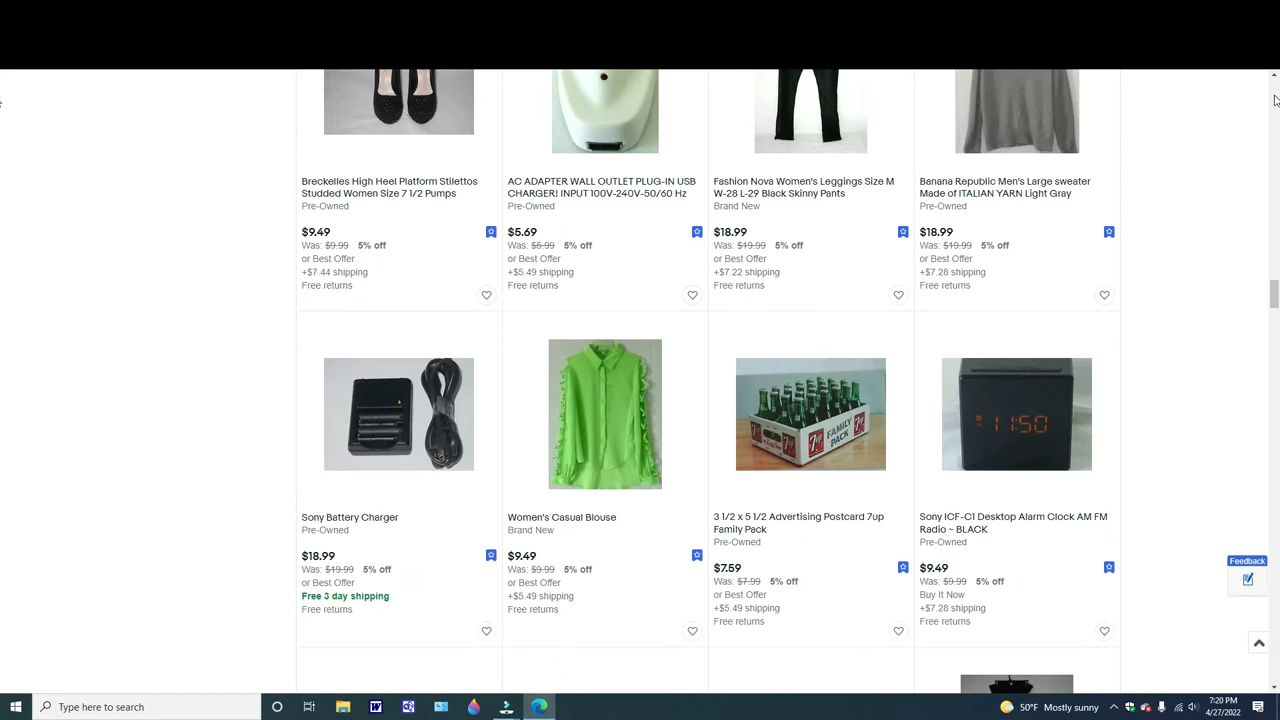 Breckelles High Heel Platform Stilettos
Studded Women Size 7 1/2 Pumps
Pre-Owned
$9.49
Was: $9.99 5% off
or Best Offer
+$7.44 shipping
Free returns
AC ADAPTER WALL OUTLET PLUG-IN USB
CHARGER! INPUT 100V-240V-50/60 Hz
Pre-Owned
$5.69
Was: $5.99 5% off
or Best Offer
+$5.49 shipping
Free returns
Fashion Nova Women's Leggings Size M
W-28 L-29 Black Skinny Pants
Brand New
$18.99
Was: $19.99 5% off
or Best Offer
+$7.22 shipping
Free returns
Banana Republic Men's Large sweater
Made of ITALIAN YARN Light Gray
Pre-Owned
$18.99
Was: $19.99 5% off
or Best Offer
+$7.28 shipping
Free returns
Sony Battery Charger
Pre-Owned
$18.99
Was: $19.99 5% off
or Best Offer
Free 3 day shipping
Free returns
Women's Casual Blouse
Brand New
$9.49
Was: $9.99 5% off
or Best Offer
+$5.49 shipping
Free returns
7up
FAMILY
PACK
7up
3 1/2 x 5 1/2 Advertising Postcard 7up
Family Pack
Pre-Owned
$7.59
Was: $7.99 5% off
or Best Offer
+$5.49 shipping
Free returns
11:50
Sony ICF-C1 Desktop Alarm Clock AM FM
Radio ~ BLACK
Pre-Owned
$9.49
Was: $9.99 5% off
Buy It Now
+$7.28 shipping
Free returns
Feedback
Type here to search
50°F Mostly sunny
7:20 PM
4/27/2022